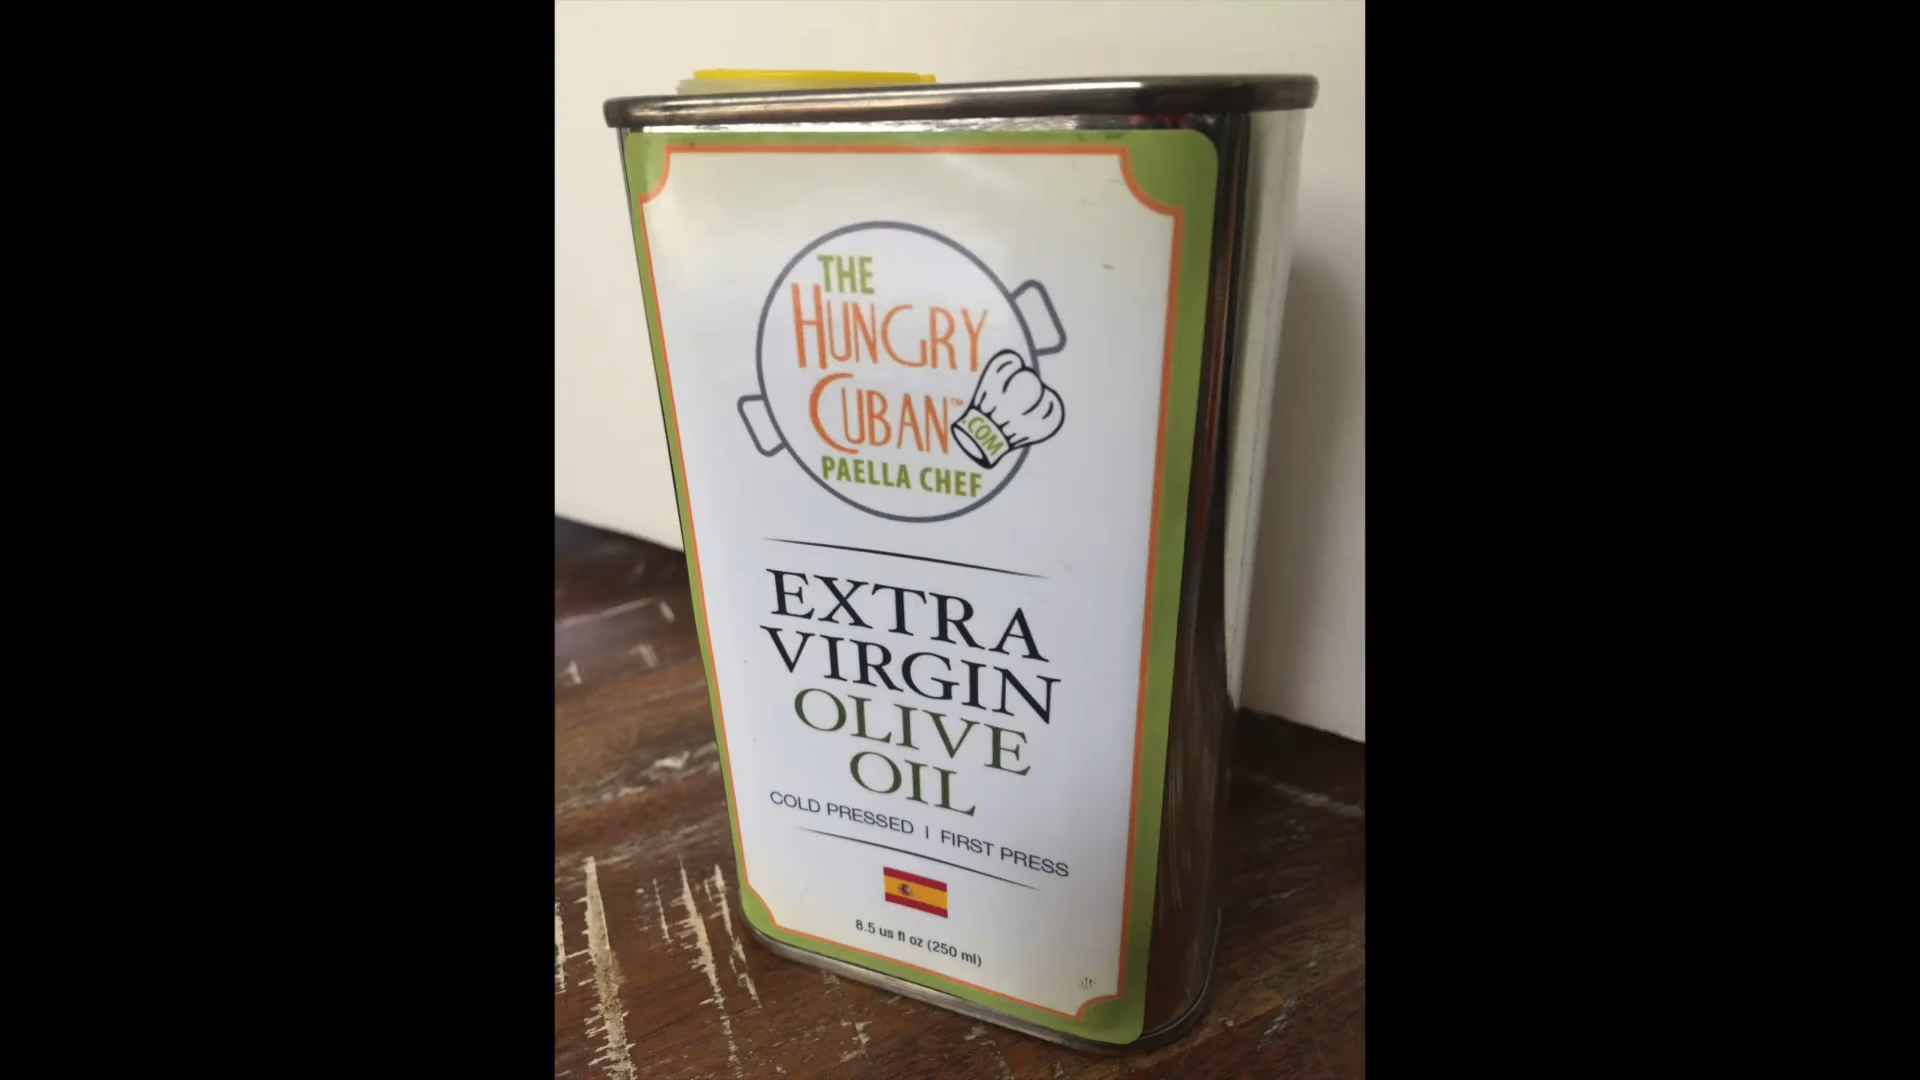 THE
HUNGRY
CUBAN™
.COM
PAELLA CHEF
EXTRA
VIRGIN
OLIVE
OIL
COLD PRESSED | FIRST PRESS
8.5 us fl oz (250 ml)